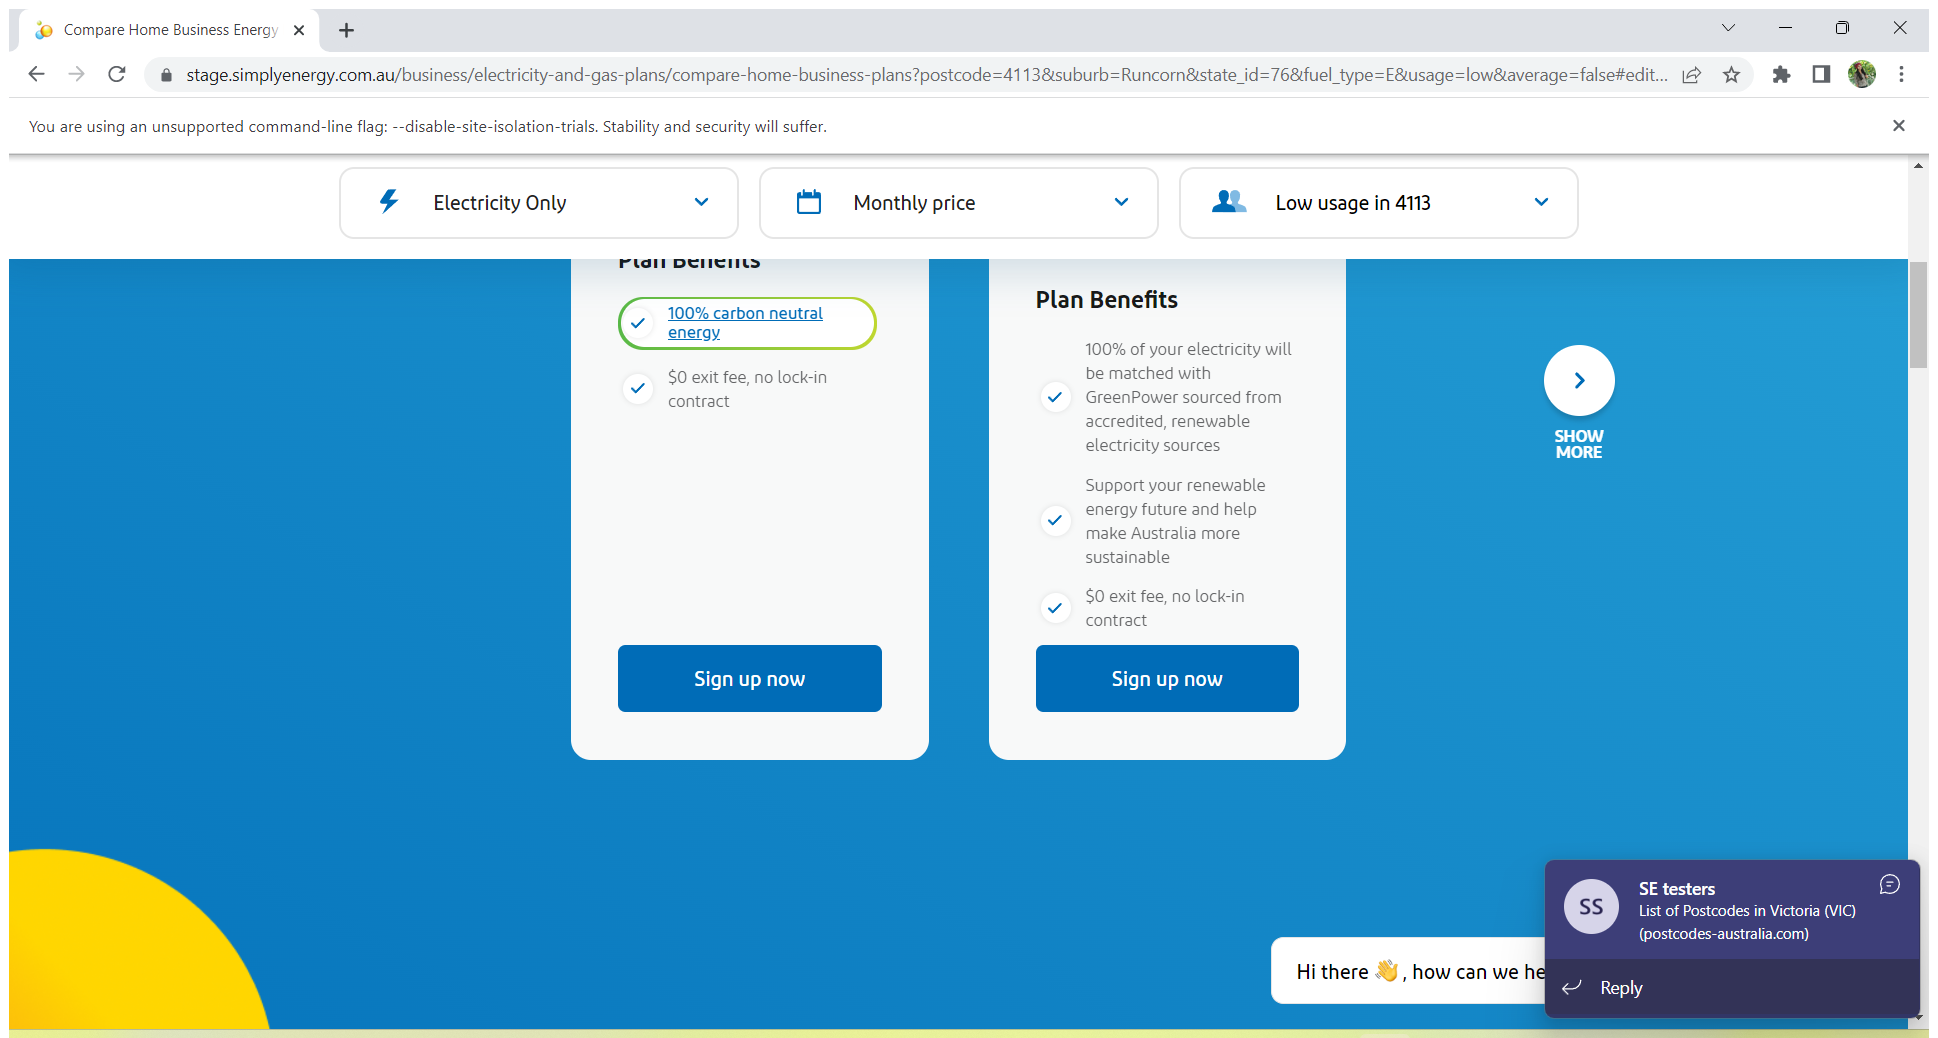 Compare Home Business Energy
stage.simplyenergy.com.au/business/electricity-and-gas-plans/compare-home-business-plans?postcode=4113&suburb=Runcorn&state_id=76&fuel_type=E&usage=low&average=false#edit...
You are using an unsupported command-line flag: --disable-site-isolation-trials. Stability and security will suffer.
Electricity Only
Monthly price
Low usage in 4113
Plan Benefits
100% carbon neutral
energy
$0 exit fee, no lock-in
contract
Sign up now
Plan Benefits
100% of your electricity will
be matched with
GreenPower sourced from
accredited, renewable
electricity sources
Support your renewable
energy future and help
make Australia more
sustainable
$0 exit fee, no lock-in
contract
Sign up now
SHOW
MORE
Hi there 👋, how can we he
SS
SE testers
List of Postcodes in Victoria (VIC)
(postcodes-australia.com)
Reply